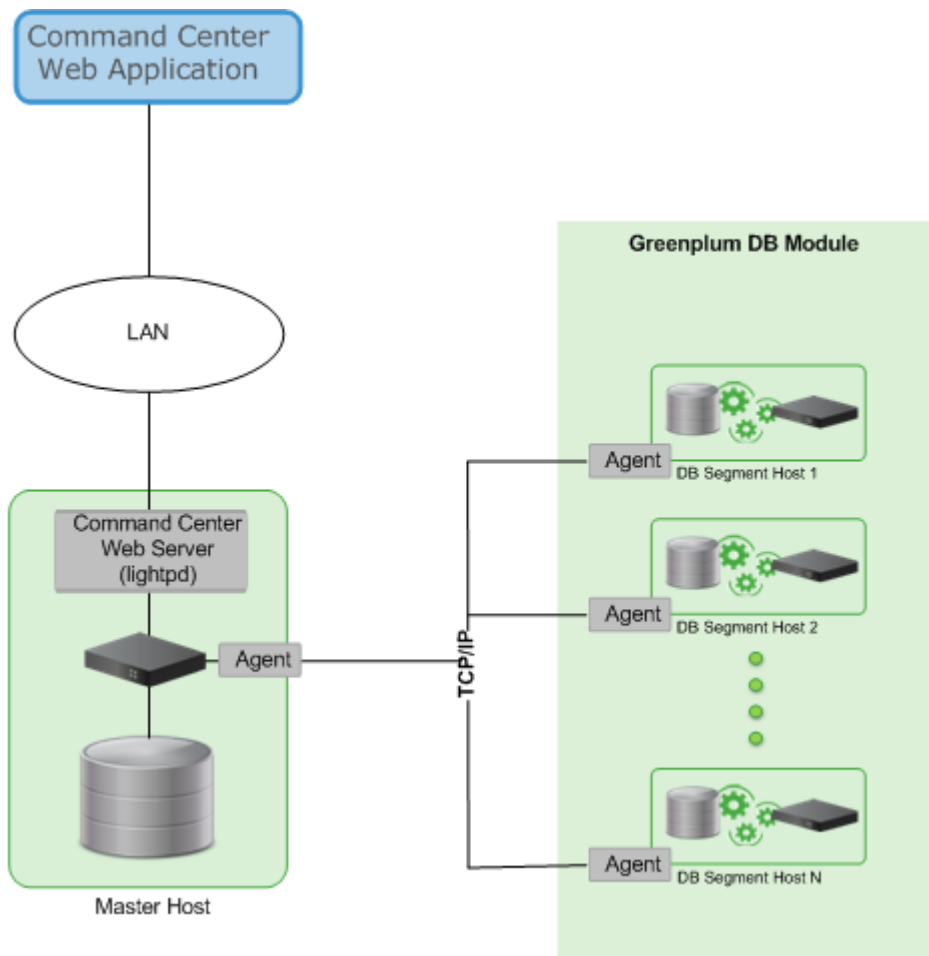 Command Center
Web Application
LAN
Command Center
Web Server
(lightpd)
Agent
Master Host
TCP/IP
Greenplum DB Module
Agent
DB Segment Host 1
Agent
DB Segment Host 2
Agent
DB Segment Host N